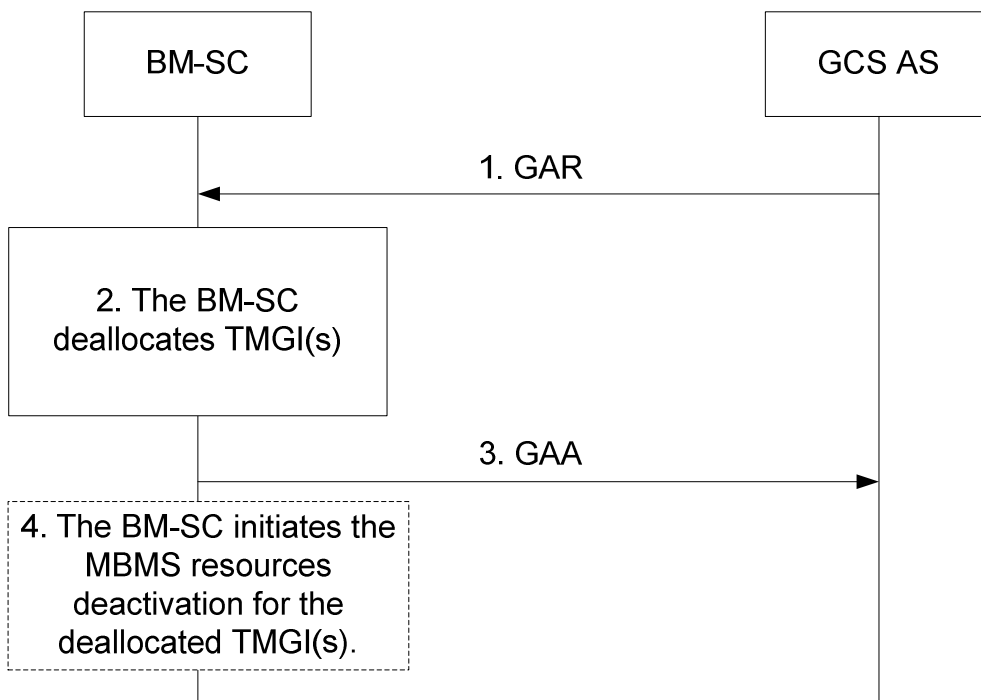 BM-SC
GCS AS
1. GAR
2. The BM-SC
deallocates TMGI(s)
3. GAA
4. The BM-SC initiates the
MBMS resources
deactivation for the
deallocated TMGI(s).